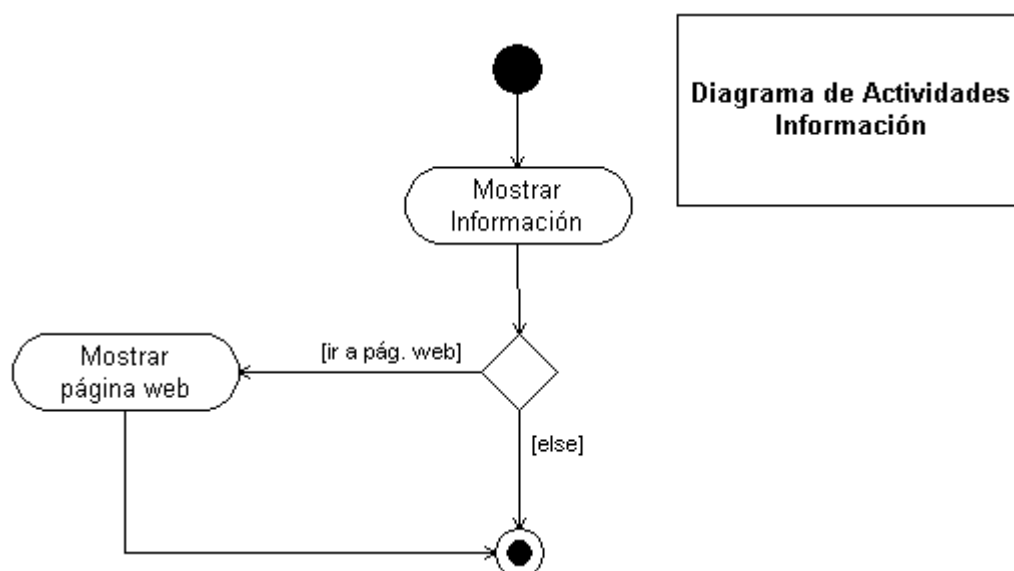 Diagrama de Actividades
Información
Mostrar
Información
[ir a pág. web]
Mostrar
página web
[else]